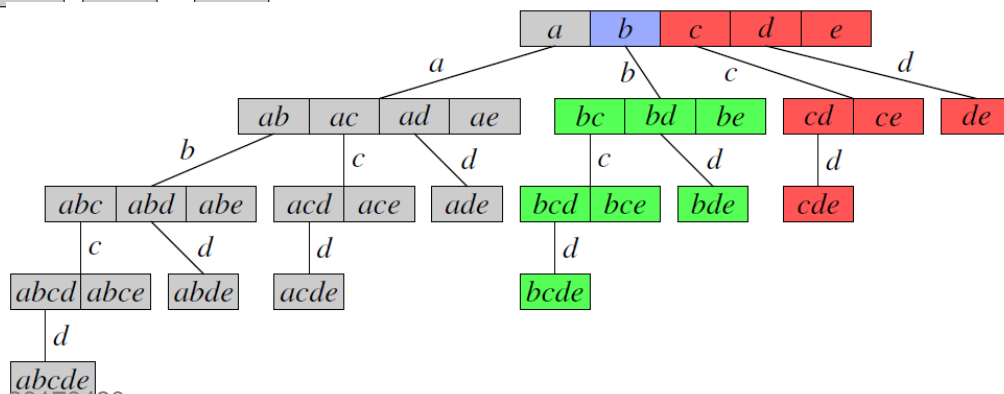 a b c d e
a b c d
ab ac ad ae bc bd be cd ce de
b c d c d d
abc abd abe acd ace ade bcd bce bde cde
c d d d
abcd abce abde acde bcde
d
abcde